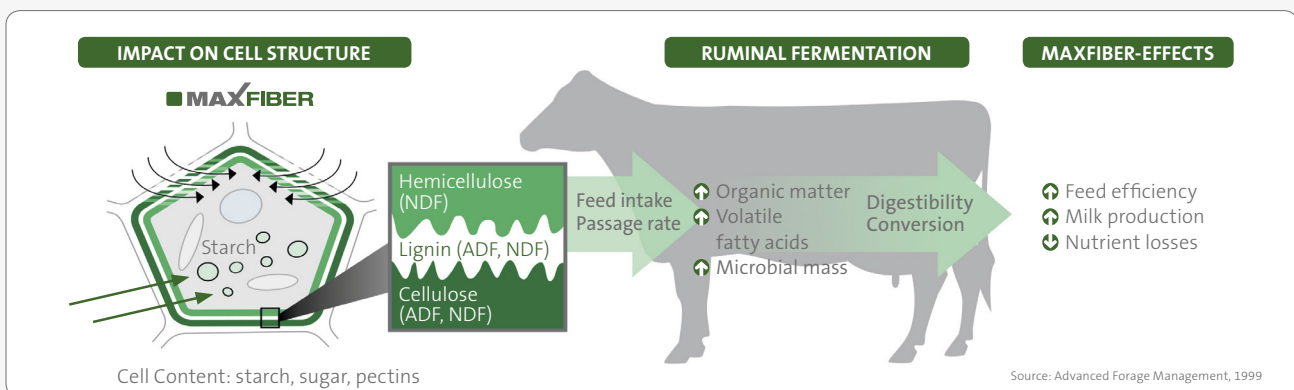 IMPACT ON CELL STRUCTURE
MAXFIBER
Starch
Cell Content: starch, sugar, pectins
Hemicellulose
(NDF)
Lignin (ADF, NDF)
Cellulose
(ADF, NDF)
RUMINAL FERMENTATION
Feed intake
Passage rate
Organic matter
Volatile
fatty acids
Microbial mass
Digestibility
Conversion
MAXFIBER-EFFECTS
Feed efficiency
Milk production
Nutrient losses
Source: Advanced Forage Management, 1999